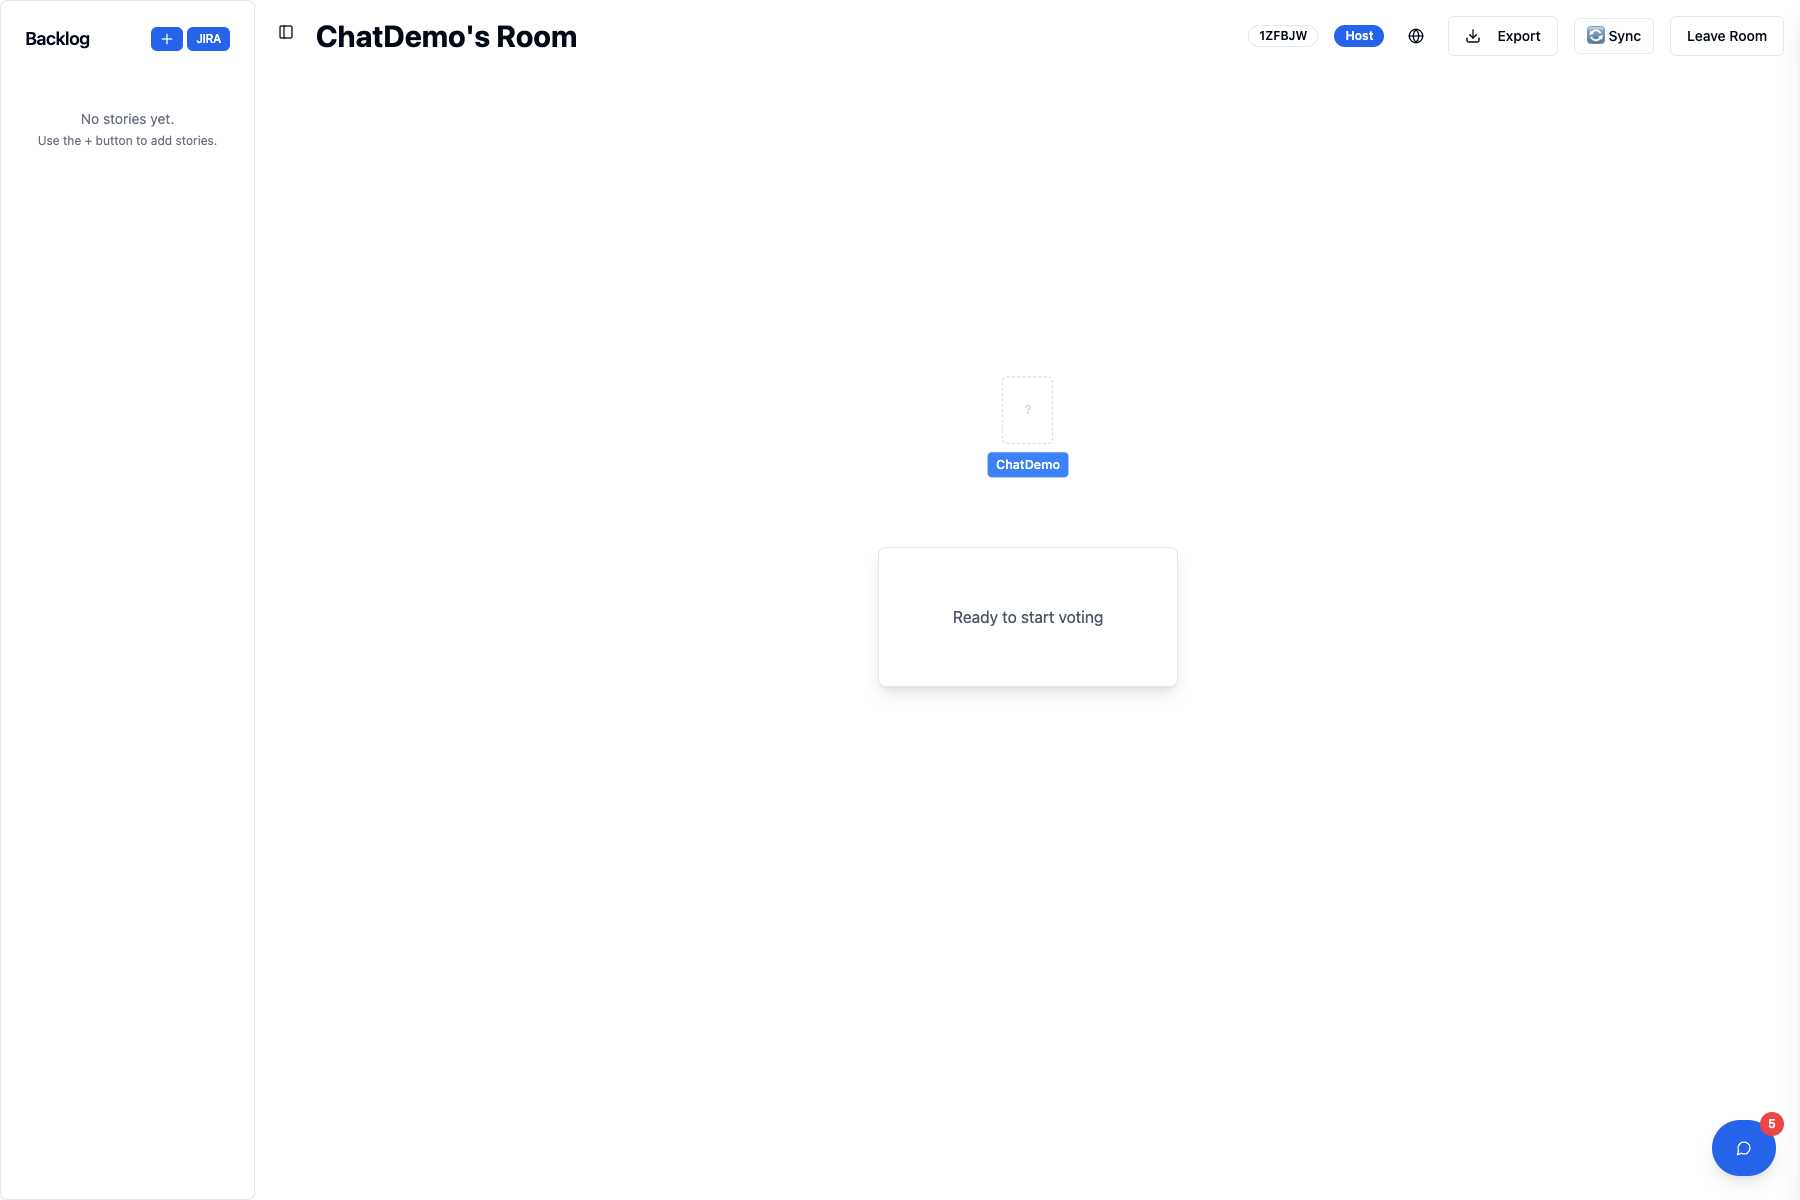 Backlog
+ JIRA
No stories yet.
Use the + button to add stories.
ChatDemo's Room
1ZFBJW Host Export Sync Leave Room
?
ChatDemo
Ready to start voting
5